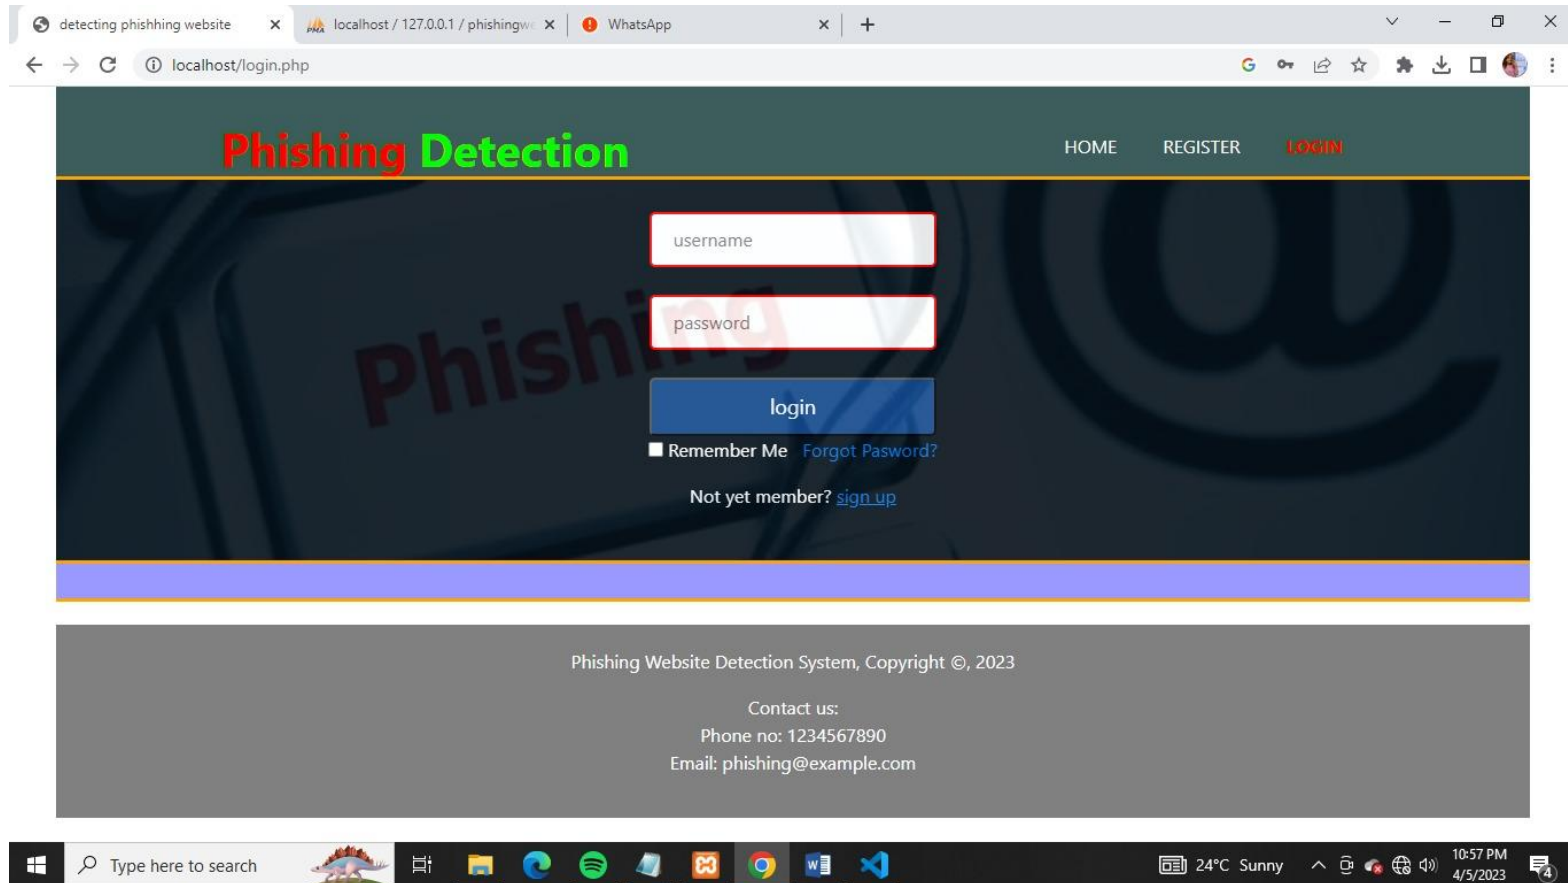 detecting phishhing website
localhost / 127.0.0.1 / phishingw
WhatsApp
localhost/login.php
Phishing Detection
HOME REGISTER LOGIN
username
Phishing
password
login
Remember Me Forgot Pasword?
Not yet member? sign up
Phishing Website Detection System, Copyright ©, 2023
Contact us:
Phone no: 1234567890
Email: phishing@example.com
Type here to search
24°C Sunny
10:57 PM
4/5/2023
4